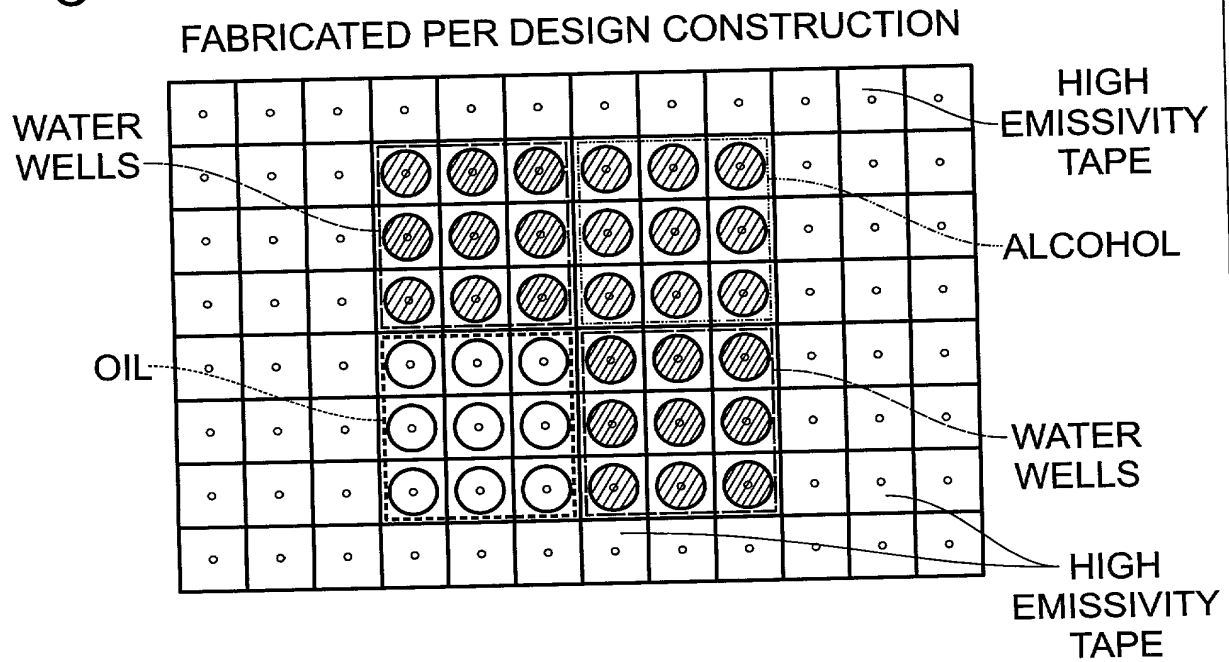 FABRICATED PER DESIGN CONSTRUCTION
WATER
WELLS
HIGH
EMISSIVITY
TAPE
ALCOHOL
OIL
WATER
WELLS
HIGH
EMISSIVITY
TAPE